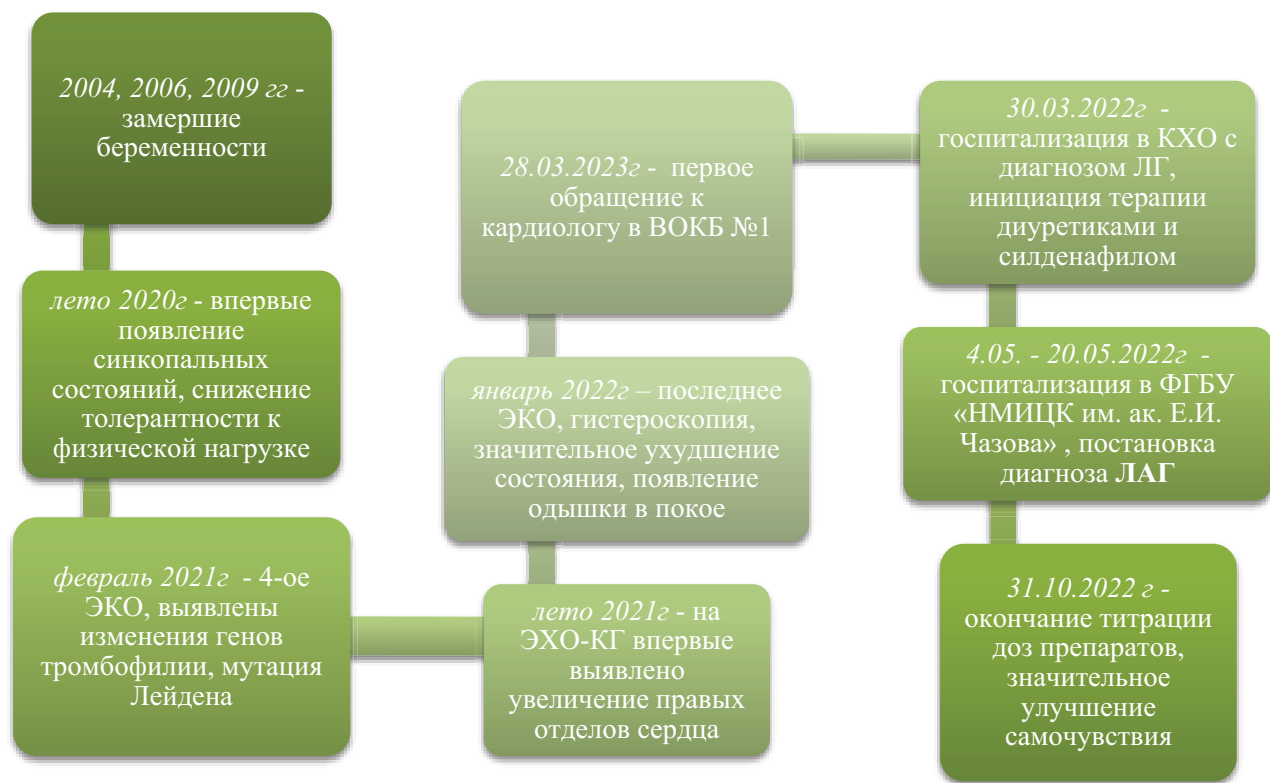 2004, 2006, 2009 гг -
замершие
беременности
лето 2020г - впервые
появление
синкопальных
состояний, снижение
толерантности к
физической нагрузке
февраль 2021г - 4-ое
ЭКО, выявлены
изменения генов
тромбофилии, мутация
Лейдена
лето 2021г - на
ЭХО-КГ впервые
выявлено
увеличение правых
отделов сердца
январь 2022г – последнее
ЭКО, гистероскопия,
значительное ухудшение
состояния, появление
одышки в покое
28.03.2023г - первое
обращение к
кардиологу в ВОКБ №1
30.03.2022г -
госпитализация в КХО с
диагнозом ЛГ,
инициация терапии
диуретиками и
силденафилом
4.05. - 20.05.2022г -
госпитализация в ФГБУ
«НМИЦК им. ак. Е.И.
Чазова» , постановка
диагноза ЛАГ
31.10.2022 г -
окончание титрации
доз препаратов,
значительное
улучшение
самочувствия